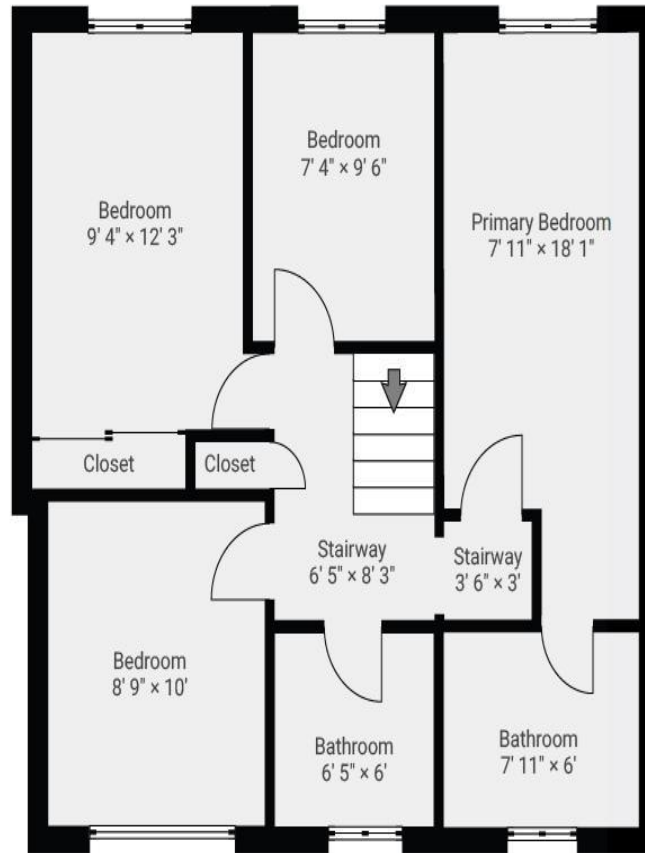 Bedroom
7' 4" × 9' 6"
Bedroom
9' 4" × 12' 3"
Primary Bedroom
7' 11" × 18' 1"
Closet
Closet
Stairway
6' 5" × 8' 3"
Stairway
3' 6" × 3'
Bedroom
8' 9" × 10'
Bathroom
6' 5" × 6'
Bathroom
7' 11" × 6'